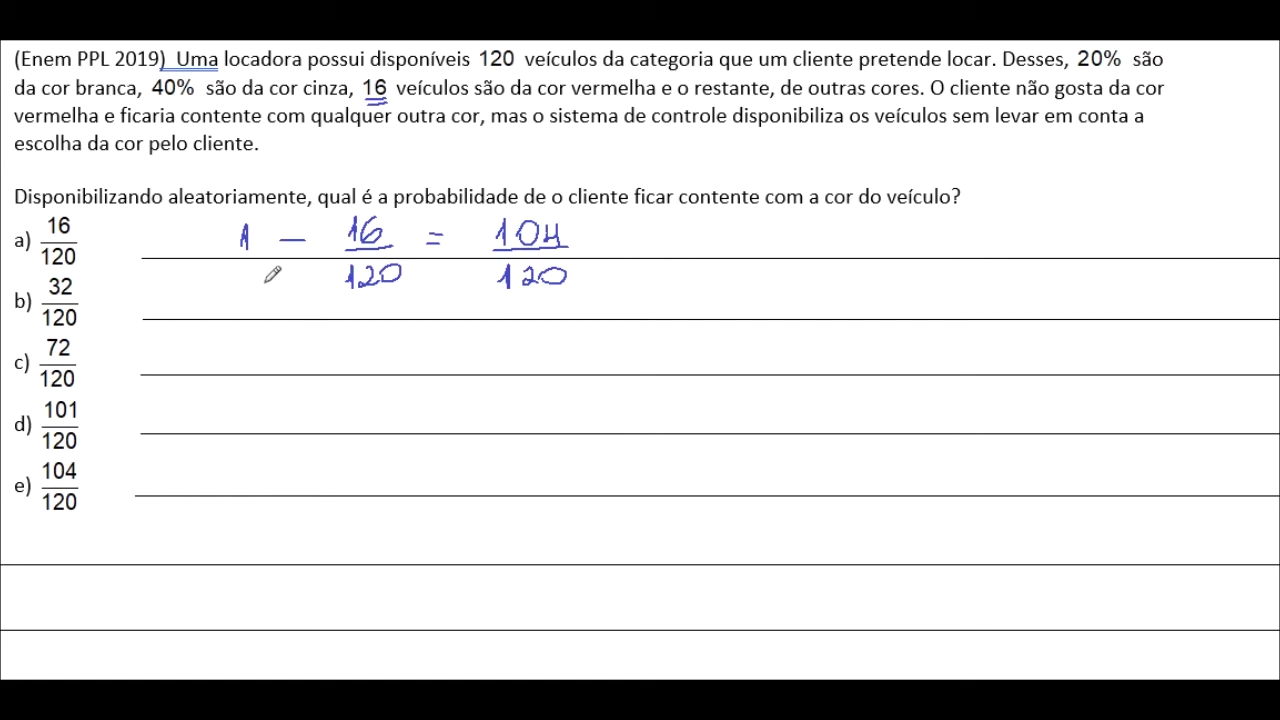 (Enem PPL 2019) Uma locadora possui disponíveis 120 veículos da categoria que um cliente pretende locar. Desses, 20% são
da cor branca, 40% são da cor cinza, 16 veículos são da cor vermelha e o restante, de outras cores. O cliente não gosta da cor
vermelha e ficaria contente com qualquer outra cor, mas o sistema de controle disponibiliza os veículos sem levar em conta a
escolha da cor pelo cliente.
Disponibilizando aleatoriamente, qual é a probabilidade de o cliente ficar contente com a cor do veículo?
a) 16/120
1 - 16/120 = 104/120
b) 32/120
c) 72/120
d) 101/120
e) 104/120